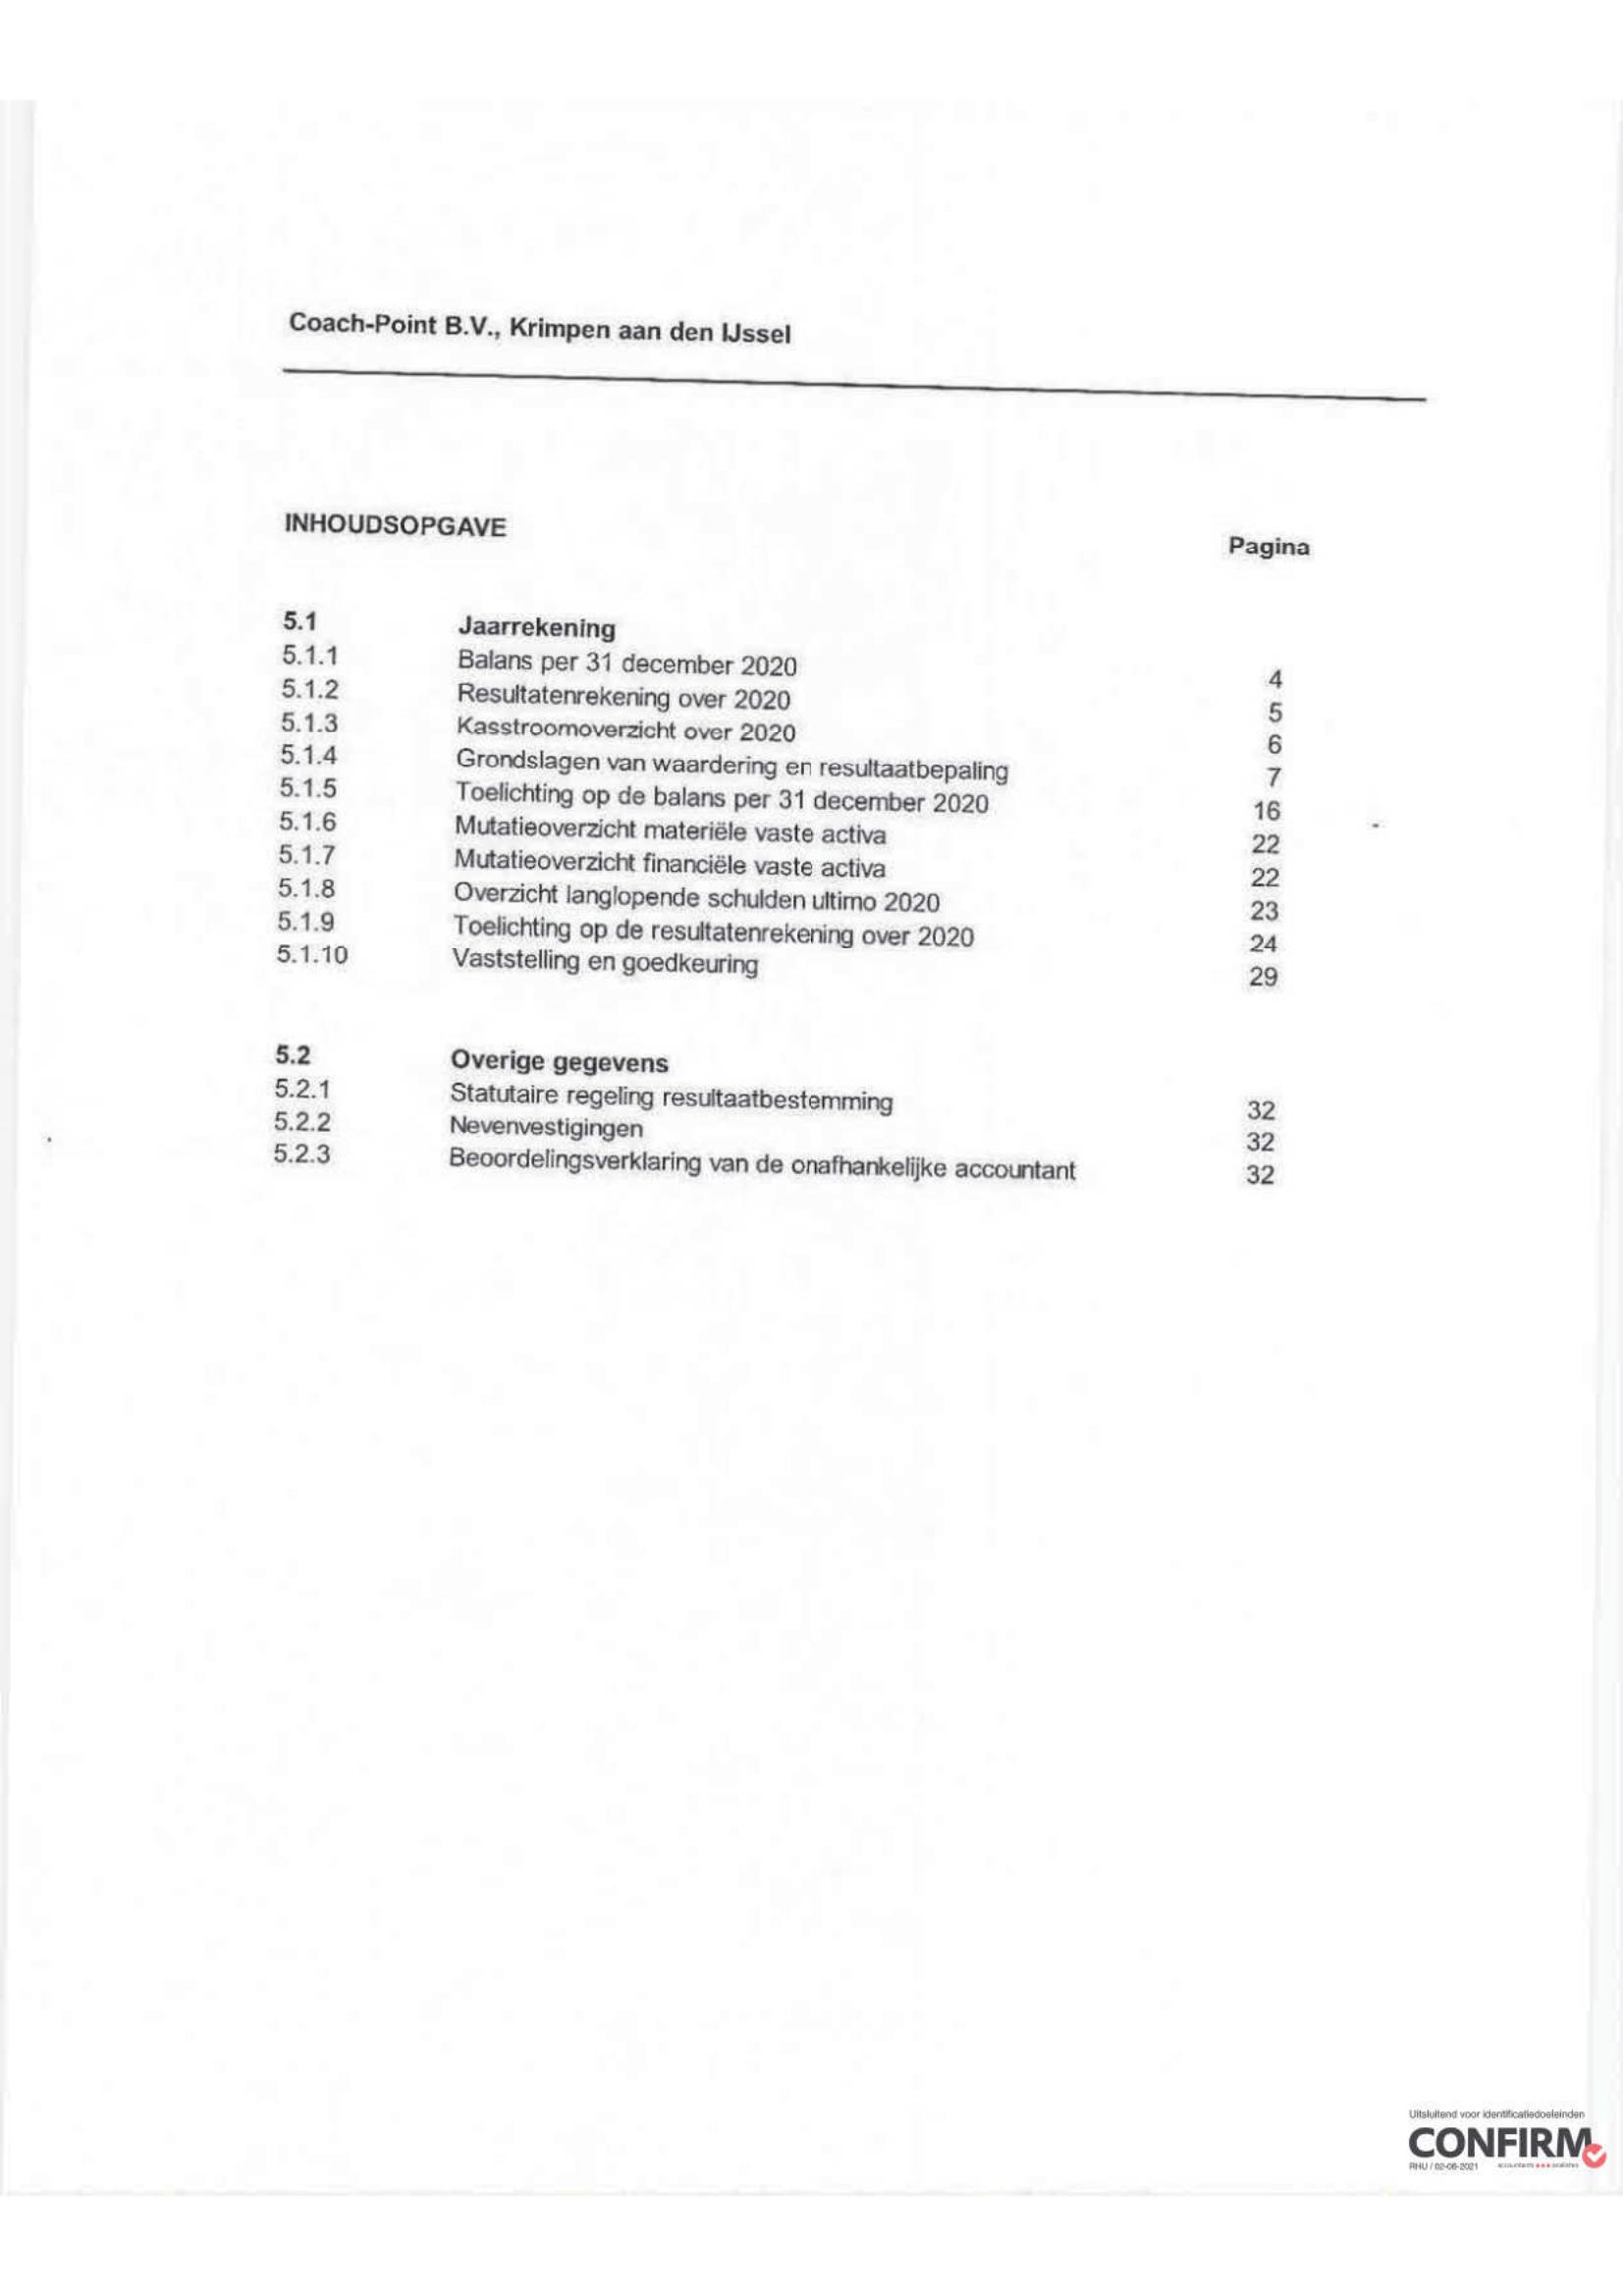 Coach-Point B.V., Krimpen aan den IJssel
INHOUDSOPGAVE
Pagina
5.1 Jaarrekening
5.1.1 Balans per 31 december 2020 4
5.1.2 Resultatenrekening over 2020 5
5.1.3 Kasstroomoverzicht over 2020 6
5.1.4 Grondslagen van waardering en resultaatbepaling 7
5.1.5 Toelichting op de balans per 31 december 2020 16
5.1.6 Mutatieoverzicht materiële vaste activa 22
5.1.7 Mutatieoverzicht financiële vaste activa 22
5.1.8 Overzicht langlopende schulden ultimo 2020 23
5.1.9 Toelichting op de resultatenrekening over 2020 24
5.1.10 Vaststelling en goedkeuring 29
5.2 Overige gegevens
5.2.1 Statutaire regeling resultaatbestemming 32
5.2.2 Nevenvestigingen 32
5.2.3 Beoordelingsverklaring van de onafhankelijke accountant 32
Uitsluitend voor identificatiedoeleinden
CONFIRM
RHU / 02-06-2021